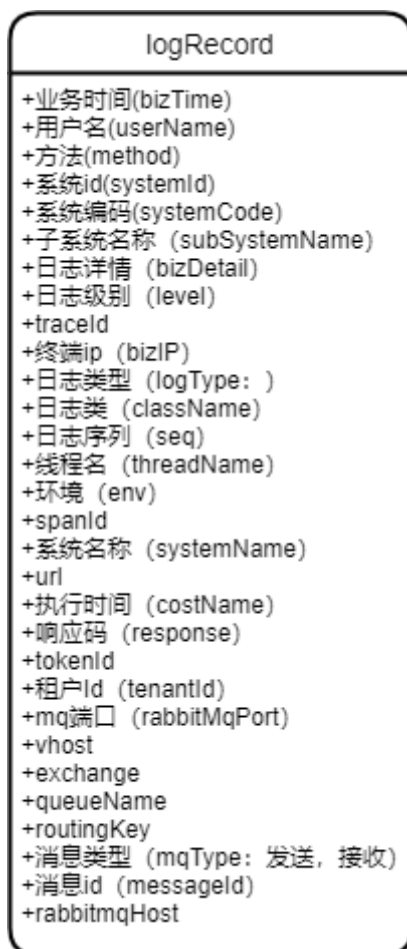 logRecord
+业务时间(bizTime)
+用户名(userName)
+方法(method)
+系统id(systemId)
+系统编码(systemCode)
+子系统名称（subSystemName）
+日志详情（bizDetail）
+日志级别（level）
+traceId
+终端ip（bizIP）
+日志类型（logType：）
+日志类（className）
+日志序列（seq）
+线程名（threadName）
+环境（env）
+spanId
+系统名称（systemName）
+url
+执行时间（costName）
+响应码（response）
+tokenId
+租户Id（tenantId）
+mq端口（rabbitMqPort）
+vhost
+exchange
+queueName
+routingKey
+消息类型（mqType：发送，接收）
+消息id（messageId）
+rabbitmqHost